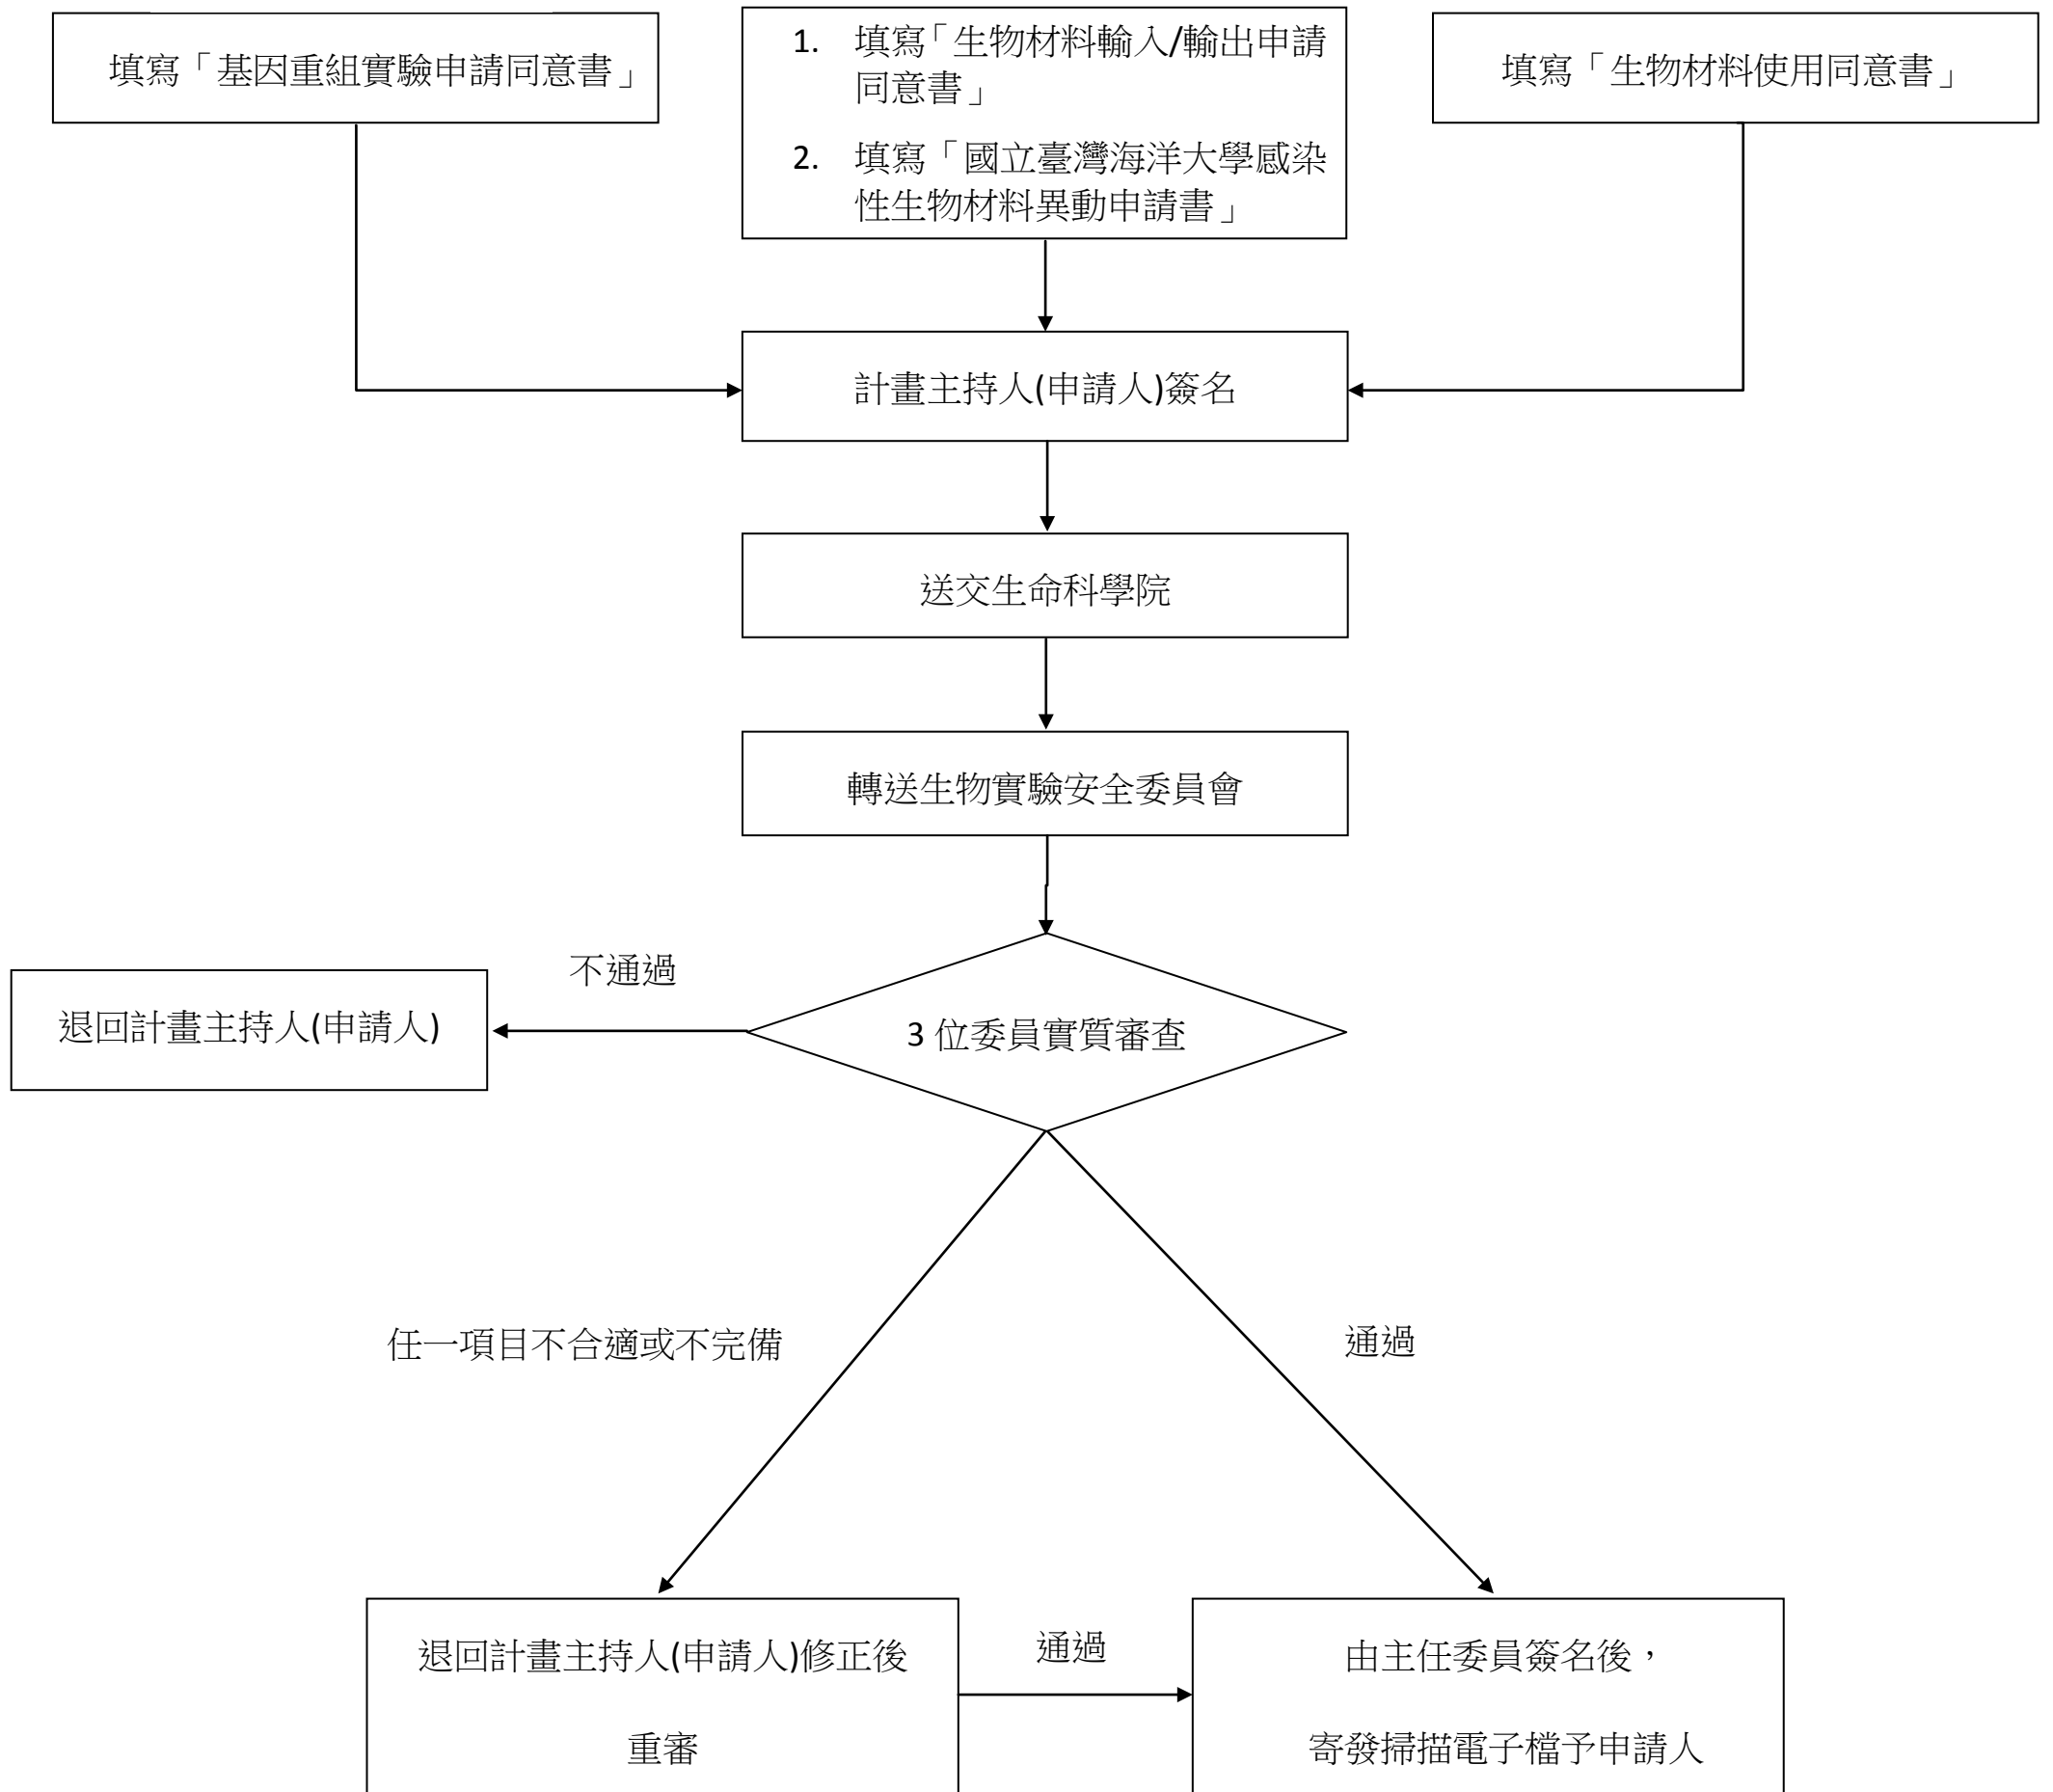 填寫「基因重組實驗申請同意書」
1. 填寫「生物材料輸入/輸出申請
同意書」
2. 填寫「國立臺灣海洋大學感染
性生物材料異動申請書」
填寫「生物材料使用同意書」
計畫主持人(申請人)簽名
送交生命科學院
轉送生物實驗安全委員會
不通過
退回計畫主持人(申請人)
3 位委員實質審查
任一項目不合適或不完備
通過
退回計畫主持人(申請人)修正後
重審
通過
由主任委員簽名後，
寄發掃描電子檔予申請人